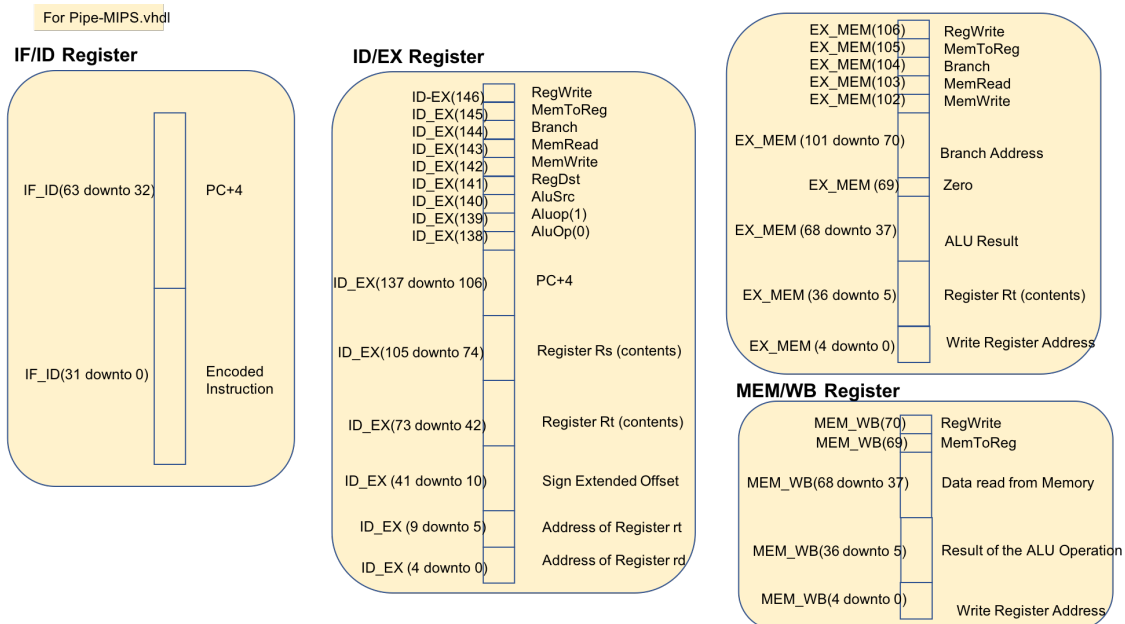 For Pipe-MIPS.vhdl
IF/ID Register
IF_ID(63 downto 32)
PC+4
IF_ID(31 downto 0)
Encoded
Instruction
ID/EX Register
ID-EX(146)
RegWrite
ID_EX(145)
MemToReg
ID_EX(144)
Branch
ID_EX(143)
MemRead
ID_EX(142)
MemWrite
ID_EX(141)
RegDst
ID_EX(140)
AluSrc
ID_EX(139)
Aluop(1)
ID_EX(138)
AluOp(0)
ID_EX(137 downto 106)
PC+4
ID_EX(105 downto 74)
Register Rs (contents)
ID_EX(73 downto 42)
Register Rt (contents)
ID_EX (41 downto 10)
Sign Extended Offset
ID_EX (9 downto 5)
Address of Register rt
ID_EX (4 downto 0)
Address of Register rd
EX_MEM(106)
RegWrite
EX_MEM(105)
MemToReg
EX_MEM(104)
Branch
EX_MEM(103)
MemRead
EX_MEM(102)
MemWrite
EX_MEM (101 downto 70)
Branch Address
EX_MEM (69)
Zero
EX_MEM (68 downto 37)
ALU Result
EX_MEM (36 downto 5)
Register Rt (contents)
EX_MEM (4 downto 0)
Write Register Address
MEM/WB Register
MEM_WB(70)
RegWrite
MEM_WB(69)
MemToReg
MEM_WB(68 downto 37)
Data read from Memory
MEM_WB(36 downto 5)
Result of the ALU Operation
MEM_WB(4 downto 0)
Write Register Address